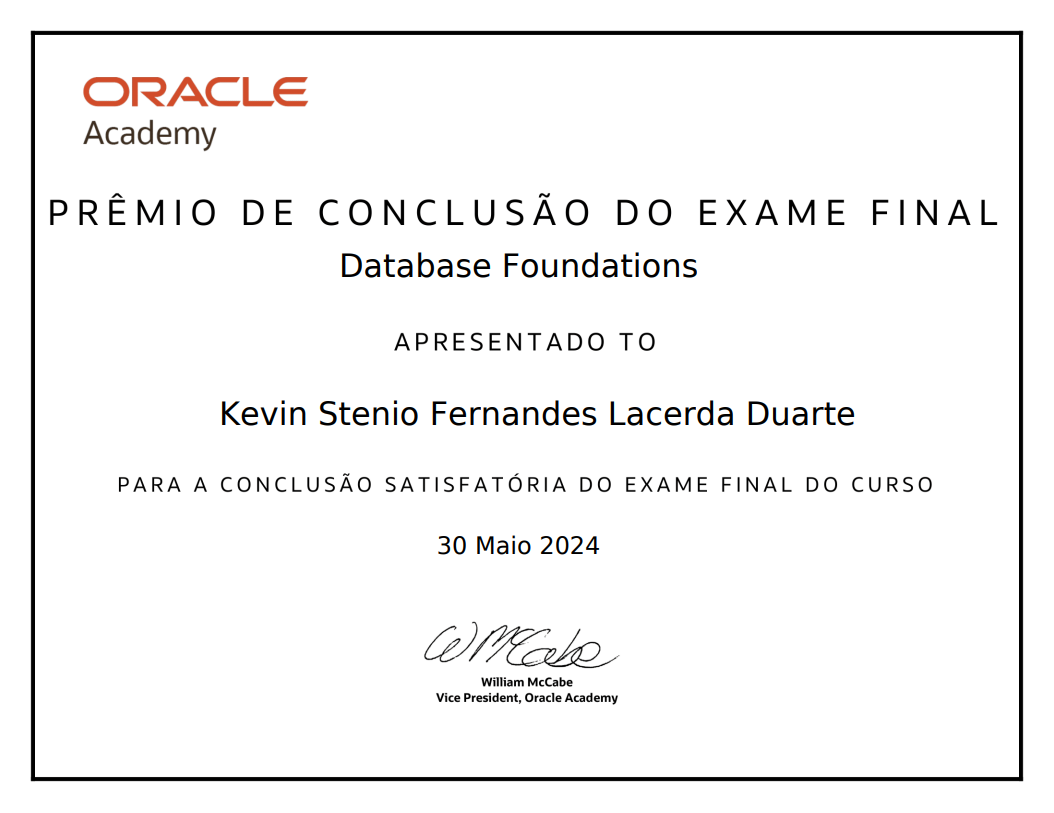 ORACLE
Academy
PRÊMIO DE CONCLUSÃO DO EXAME FINAL
Database Foundations
APRESENTADO TO
Kevin Stenio Fernandes Lacerda Duarte
PARA A CONCLUSÃO SATISFATÓRIA DO EXAME FINAL DO CURSO
30 Maio 2024
W McCabe
William McCabe
Vice President, Oracle Academy